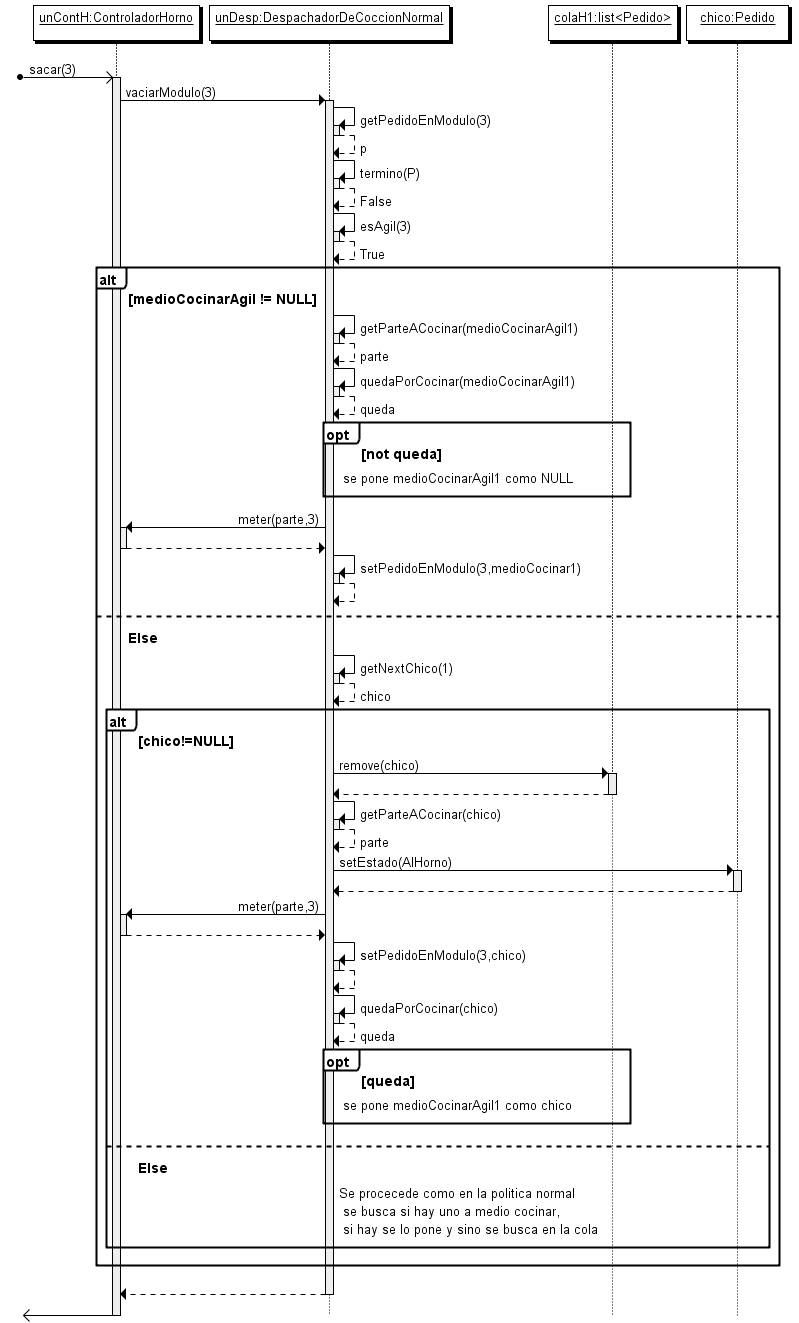 unContH:ControladorHorno
unDesp:DespachadorDeCoccionNormal
colaH1:list<Pedido>
chico:Pedido
sacar(3)
vaciarModulo(3)
getPedidoEnModulo(3)
p
termino(P)
False
esAgil(3)
True
alt
[medioCocinarAgil != NULL]
getParteACocinar(medioCocinarAgil1)
parte
quedaPorCocinar(medioCocinarAgil1)
queda
opt
[not queda]
se pone medioCocinarAgil1 como NULL
meter(parte,3)
setPedidoEnModulo(3,medioCocinar1)
Else
getNextChico(1)
chico
alt
[chico!=NULL]
remove(chico)
getParteACocinar(chico)
parte
setEstado(AlHorno)
meter(parte,3)
setPedidoEnModulo(3,chico)
quedaPorCocinar(chico)
queda
opt
[queda]
se pone medioCocinarAgil1 como chico
Else
Se procecede como en la politica normal
se busca si hay uno a medio cocinar,
si hay se lo pone y sino se busca en la cola